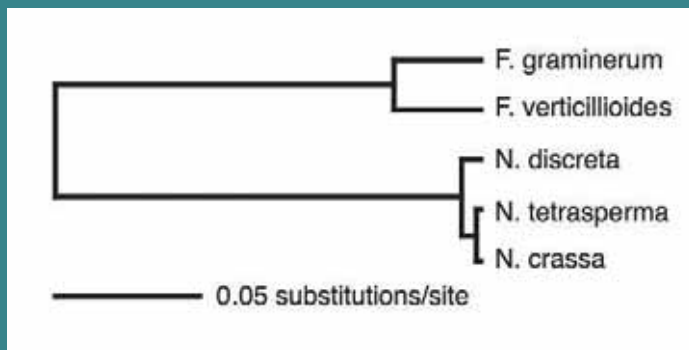 F. graminerum
F. verticillioides
N. discreta
N. tetrasperma
N. crassa
0.05 substitutions/site